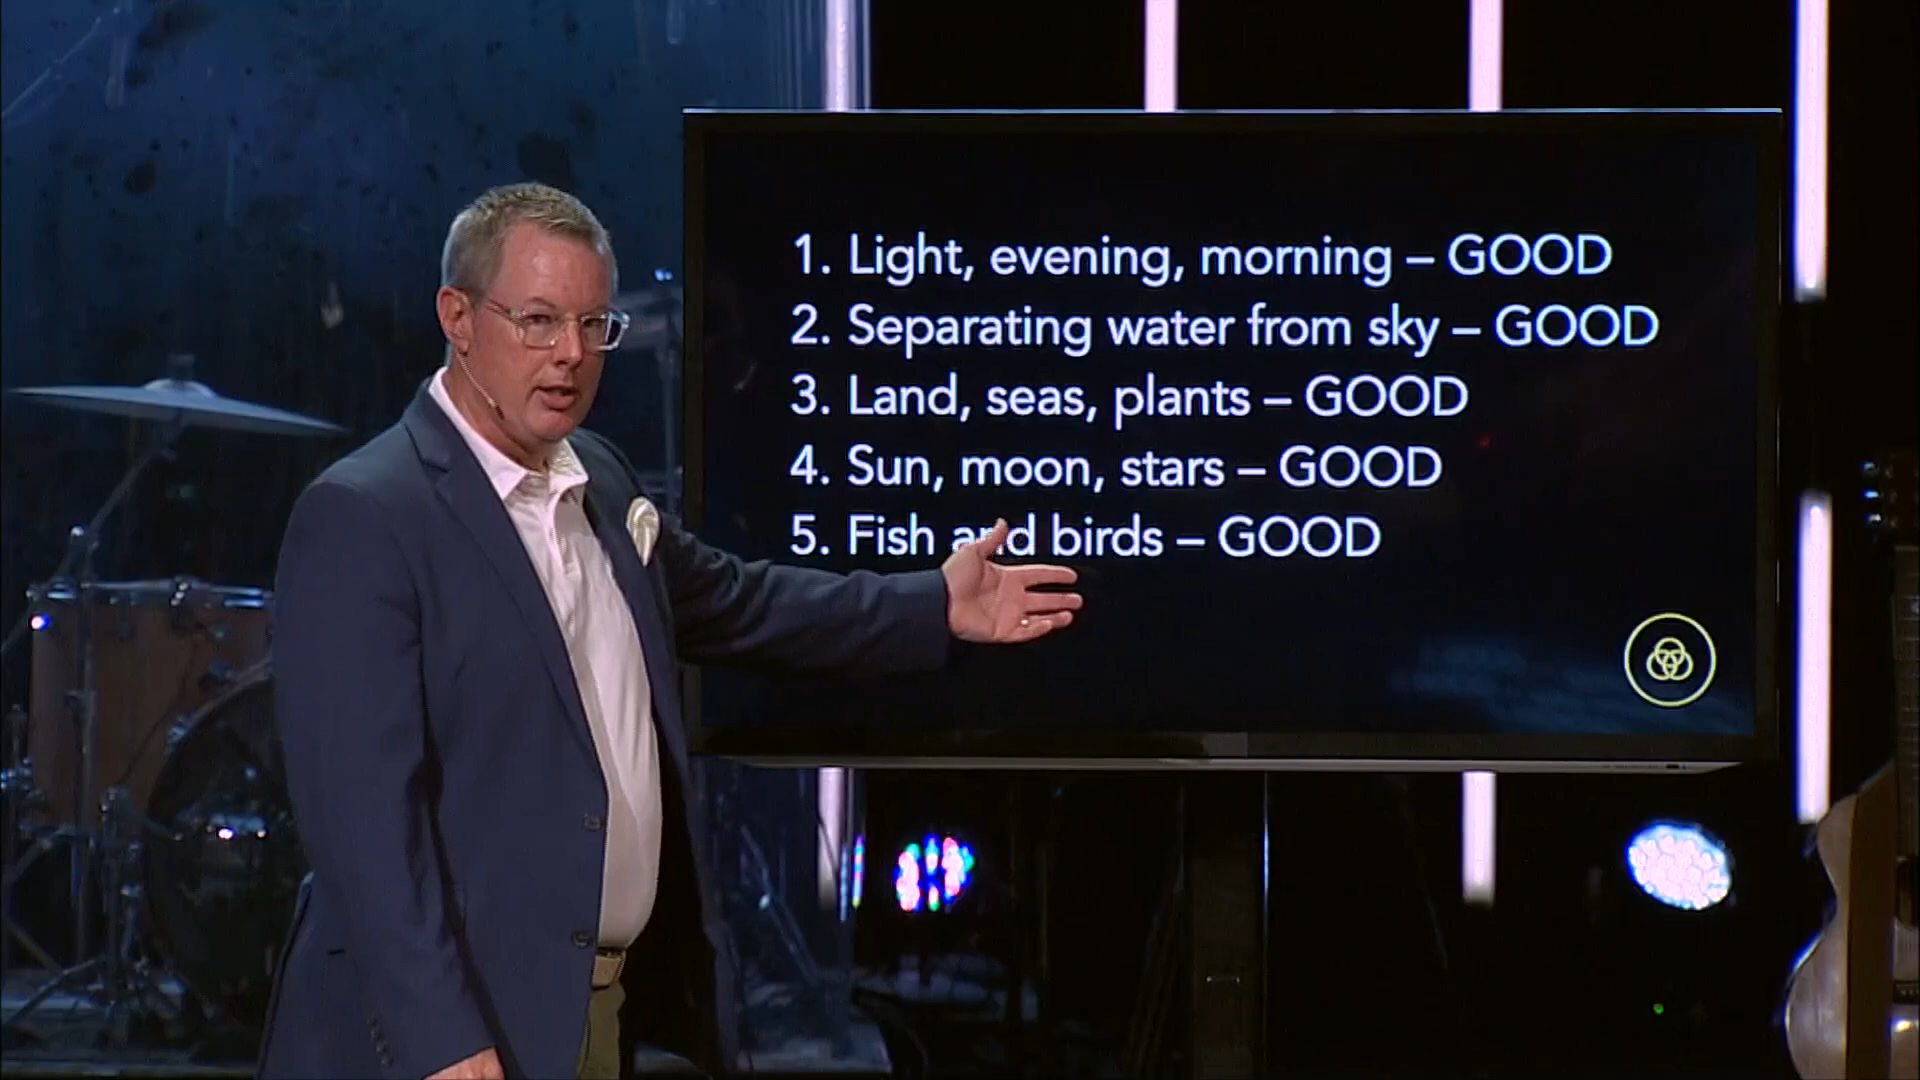 1. Light, evening, morning – GOOD
2. Separating water from sky – GOOD
3. Land, seas, plants – GOOD
4. Sun, moon, stars – GOOD
5. Fish and birds – GOOD